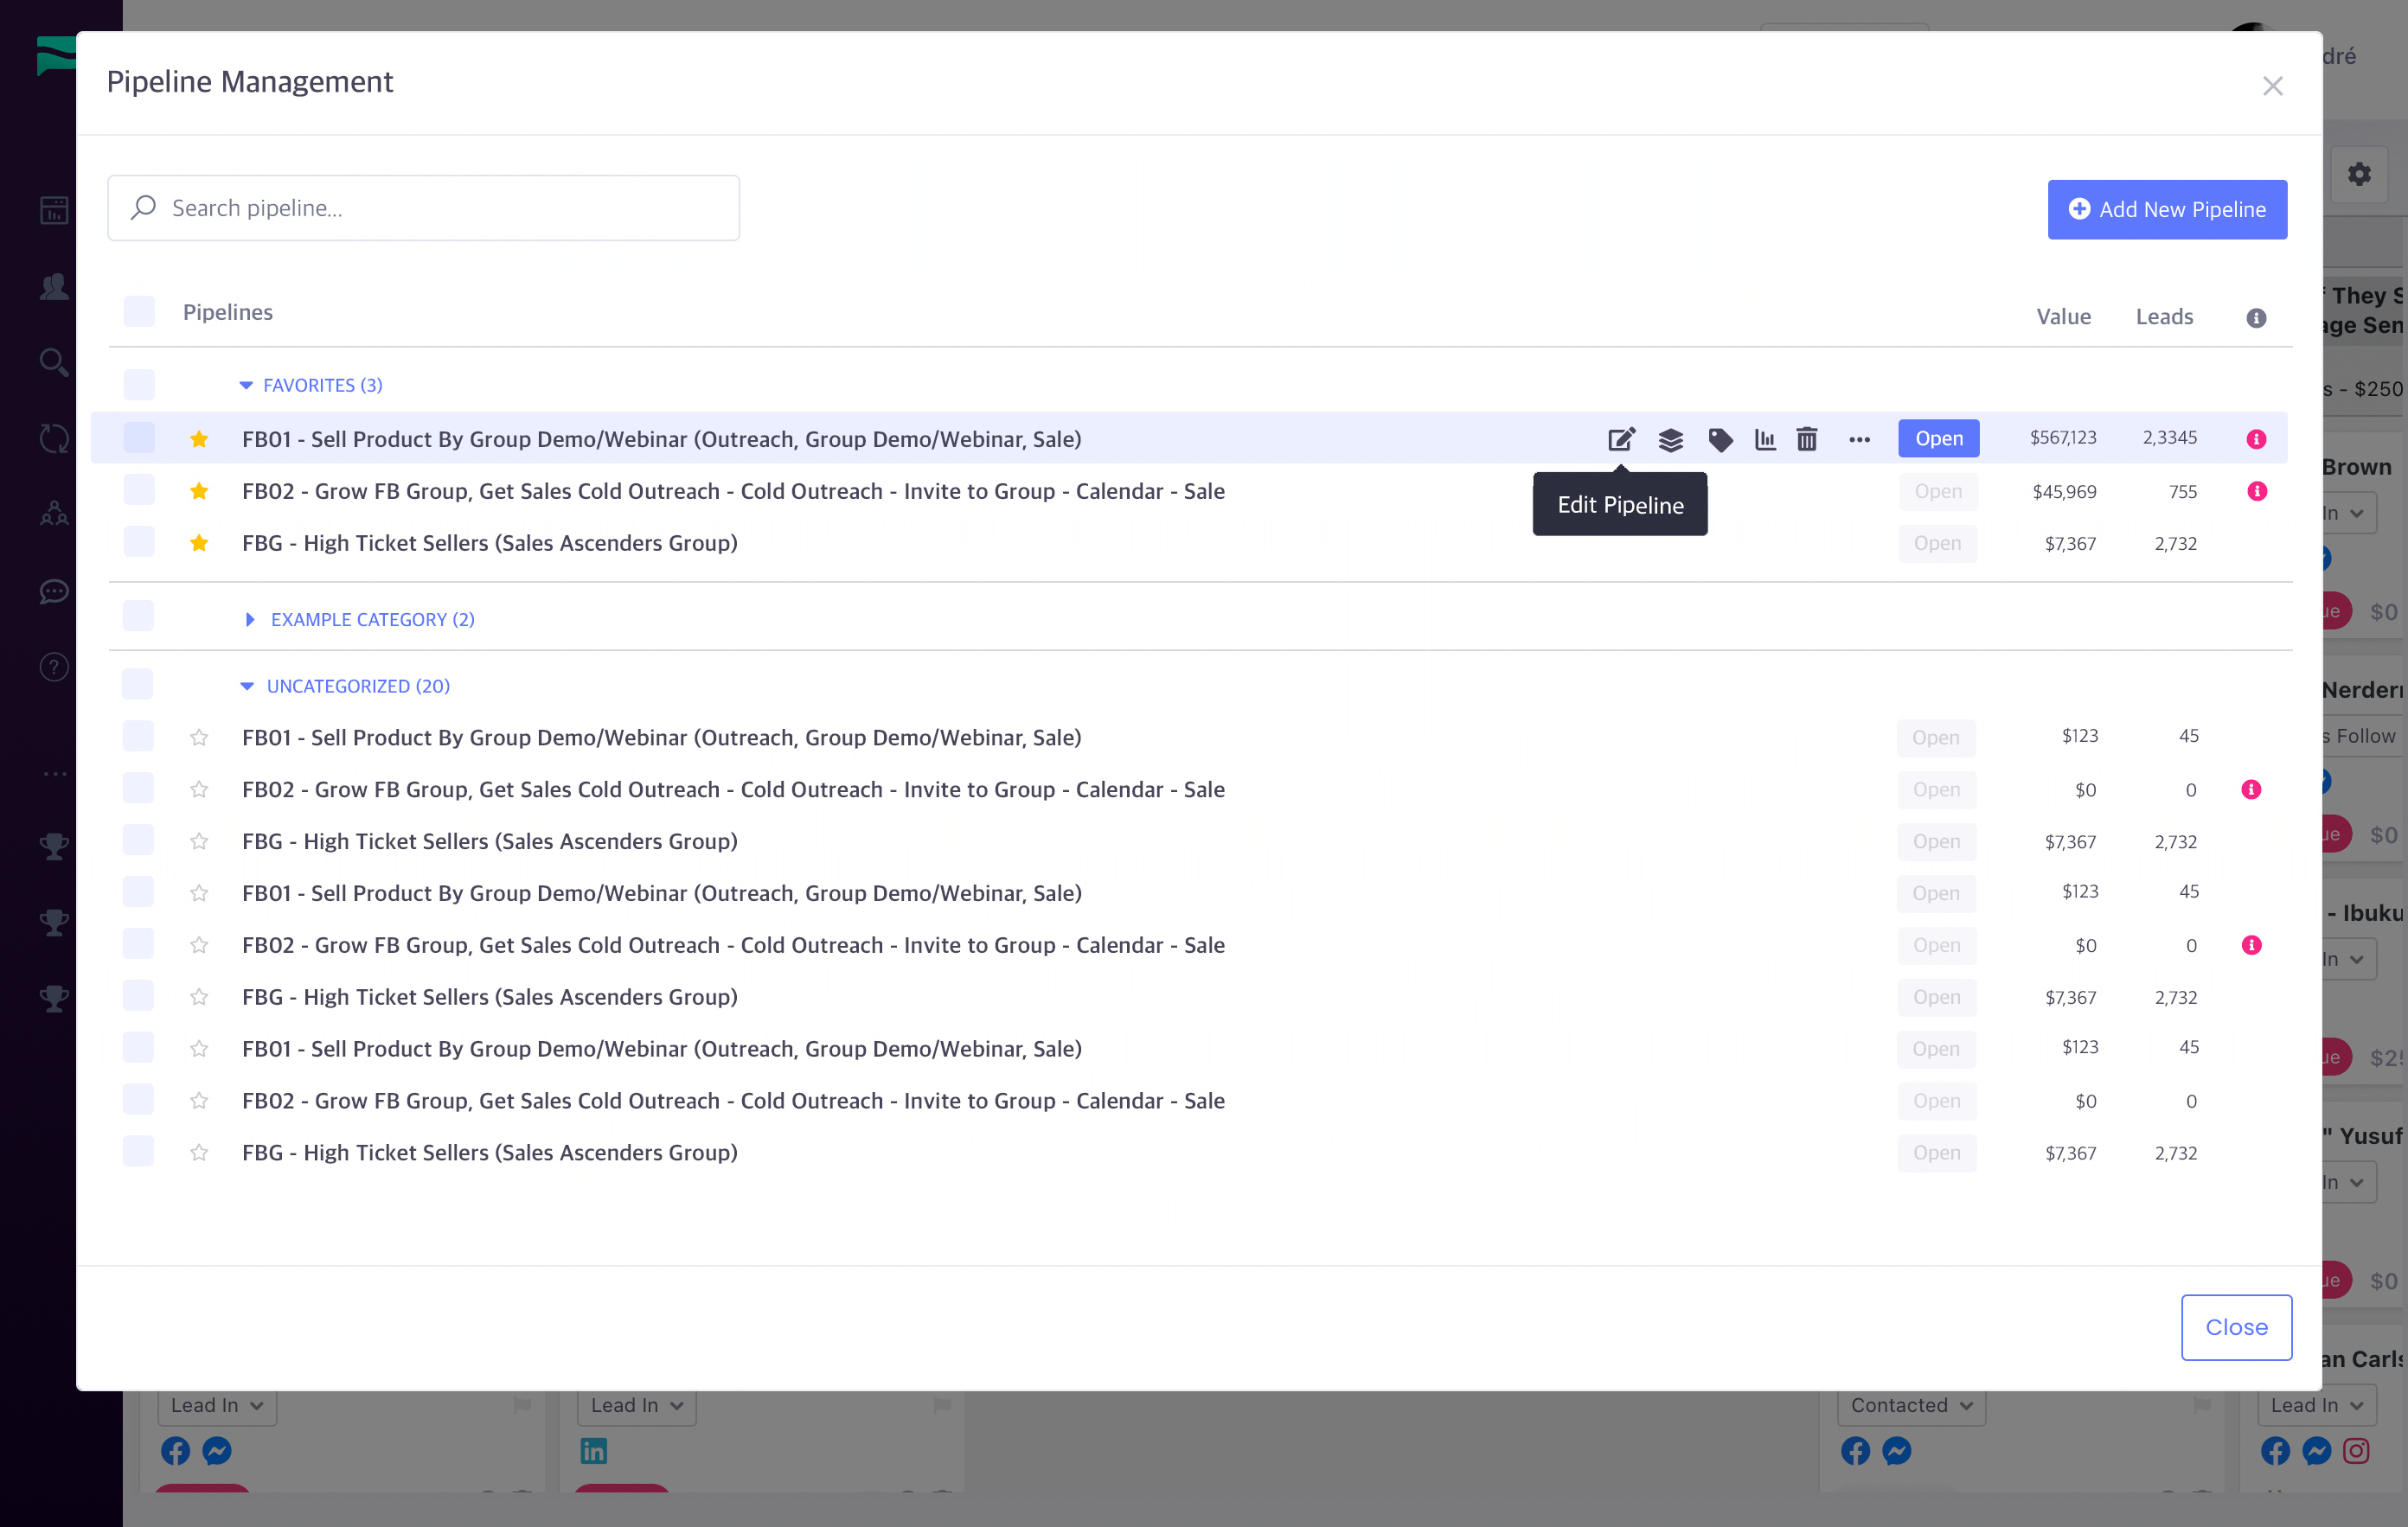 dré
Pipeline Management
Search pipeline...
Add New Pipeline
Pipelines Value Leads
They S
age Sen
FAVORITES (3)
s - $250
FB01 - Sell Product By Group Demo/Webinar (Outreach, Group Demo/Webinar, Sale) Open $567,123 2,3345
Brown
FB02 - Grow FB Group, Get Sales Cold Outreach - Cold Outreach - Invite to Group - Calendar - Sale Open $45,969 755
Edit Pipeline
In
FBG - High Ticket Sellers (Sales Ascenders Group) Open $7,367 2,732
EXAMPLE CATEGORY (2)
ue $0
UNCATEGORIZED (20)
Nerderm
FB01 - Sell Product By Group Demo/Webinar (Outreach, Group Demo/Webinar, Sale) Open $123 45
s Follow
FB02 - Grow FB Group, Get Sales Cold Outreach - Cold Outreach - Invite to Group - Calendar - Sale Open $0 0
FBG - High Ticket Sellers (Sales Ascenders Group) Open $7,367 2,732
ue $0
FB01 - Sell Product By Group Demo/Webinar (Outreach, Group Demo/Webinar, Sale) Open $123 45
- Ibuku
FB02 - Grow FB Group, Get Sales Cold Outreach - Cold Outreach - Invite to Group - Calendar - Sale Open $0 0
In
FBG - High Ticket Sellers (Sales Ascenders Group) Open $7,367 2,732
FB01 - Sell Product By Group Demo/Webinar (Outreach, Group Demo/Webinar, Sale) Open $123 45
ue $25
FB02 - Grow FB Group, Get Sales Cold Outreach - Cold Outreach - Invite to Group - Calendar - Sale Open $0 0
" Yusuf
FBG - High Ticket Sellers (Sales Ascenders Group) Open $7,367 2,732
In
ue $0
Close
an Carls
Lead In Lead In Contacted Lead In